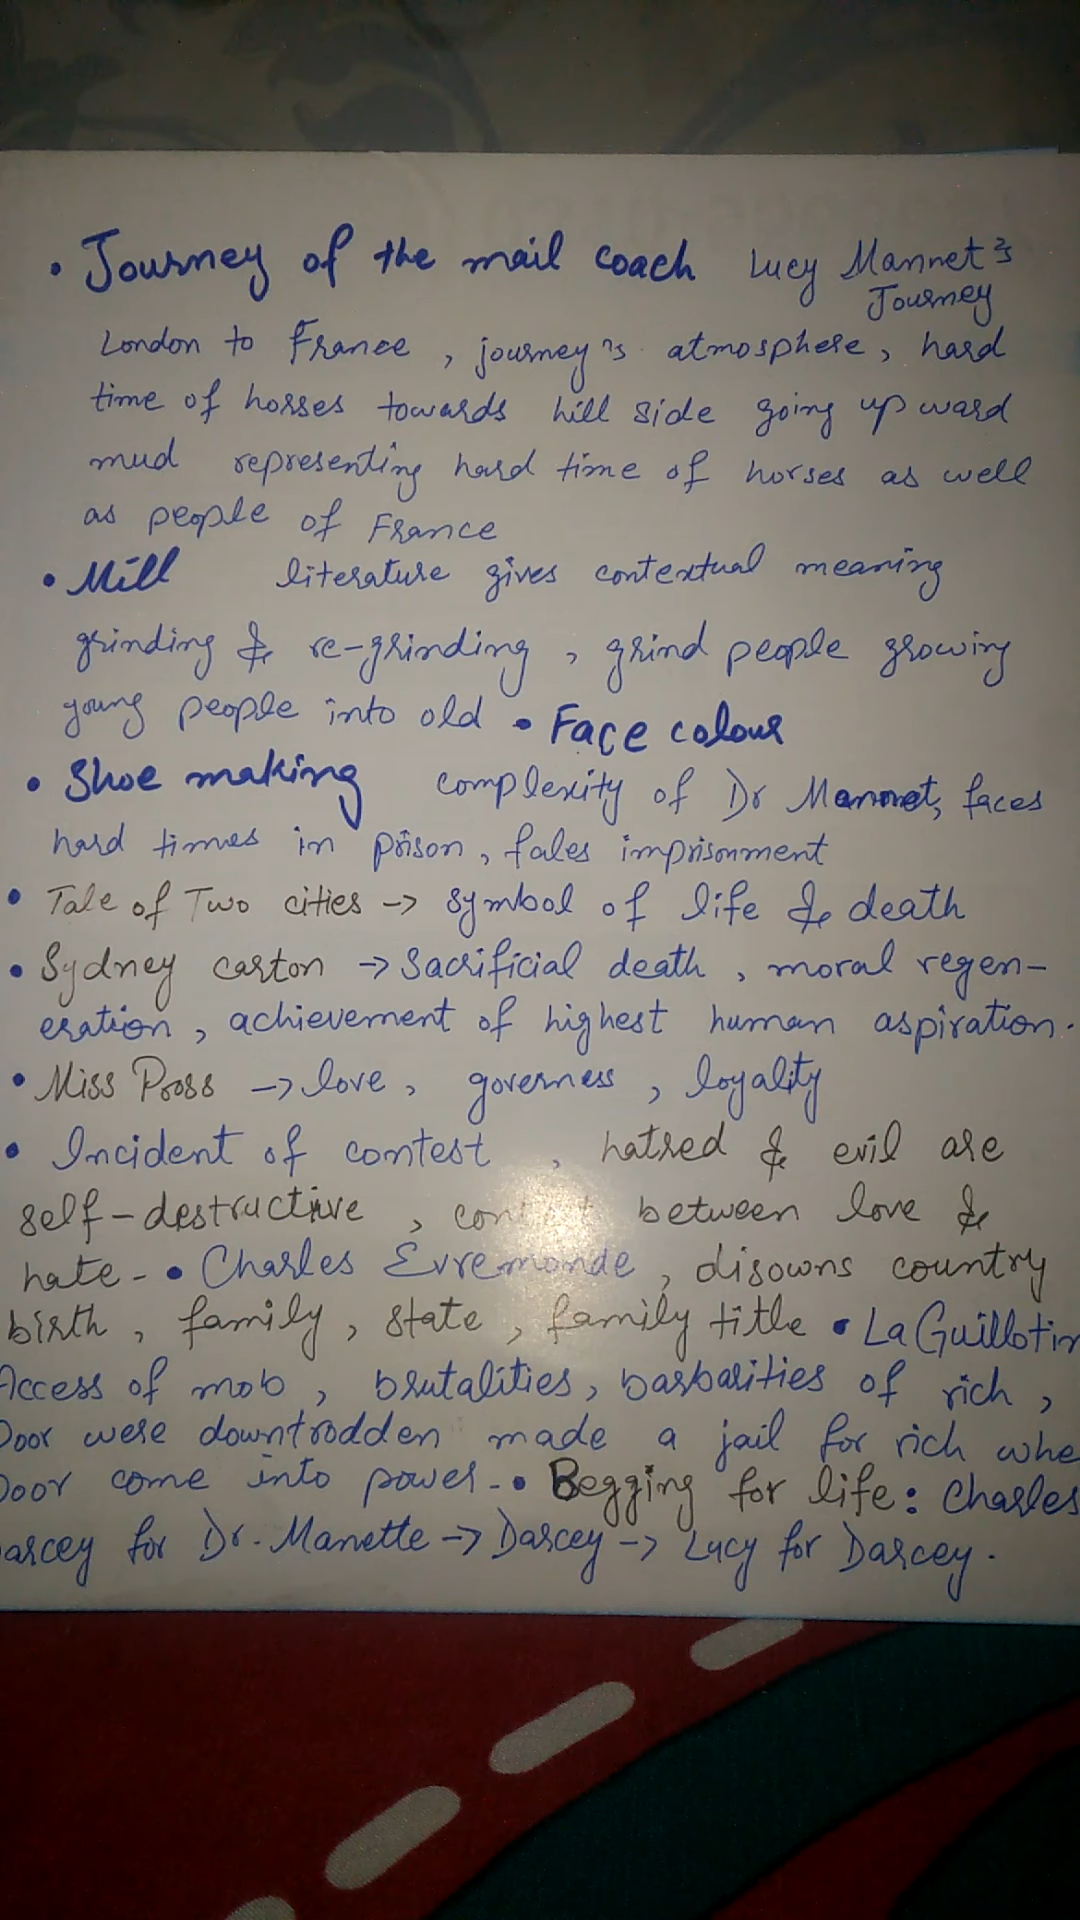 • Journey of the mail coach Lucy Mannet's
Journey
London to France, journey's atmosphere, hard
time of horses towards hill side going upward
mud representing hard time of horses as well
as people of France
• Mill literature gives contextual meaning
grinding & re-grinding, grind people growing
young people into old • Face colour
• Shoe making complexity of Dr Mannet, faces
hard times in prison, fales imprisonment
• Tale of Two cities -> symbol of life & death
• Sydney carton -> Sacrificial death, moral regen-
eration, achievement of highest human aspiration.
• Miss Pross -> love, governess, loyality
• Incident of contest, hatred & evil are
self-destructive, between love &
hate-• Charles Evremonde, disowns country
birth, family, state, family title • La Guillotin
Access of mob, brutalities, barbarities of rich,
Poor were downtrodden made a jail for rich whe
Poor come into power-• Begging for life: Charles
arcey for Dr. Manette -> Darcey -> Lucy for Darcey.